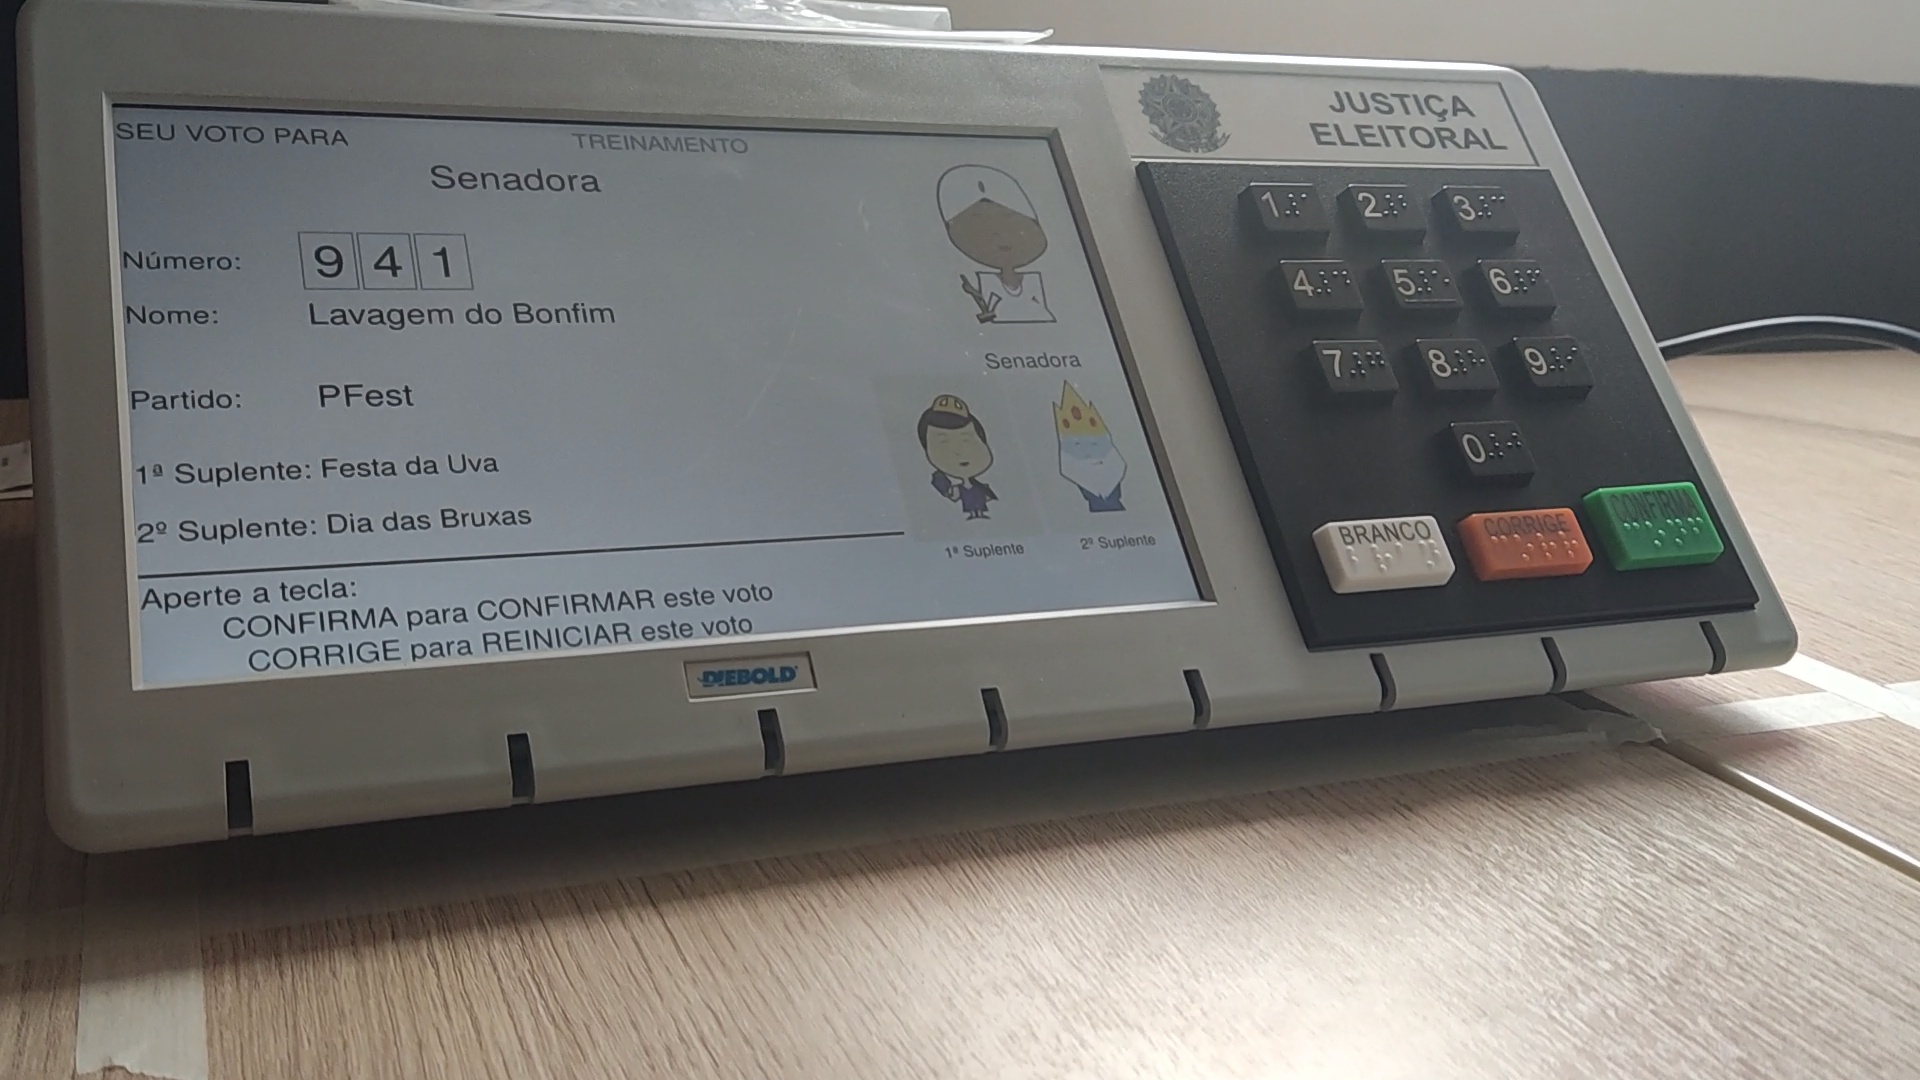 SEU VOTO PARA
TREINAMENTO
Senadora
Número: 9 4 1
Nome: Lavagem do Bonfim
Partido: PFest
1ª Suplente: Festa da Uva
2º Suplente: Dia das Bruxas
Senadora
1ª Suplente
2º Suplente
Aperte a tecla:
CONFIRMA para CONFIRMAR este voto
CORRIGE para REINICIAR este voto
DIEBOLD
JUSTIÇA
ELEITORAL
1 2 3
4 5 6
7 8 9
0
BRANCO CORRIGE CONFIRMA